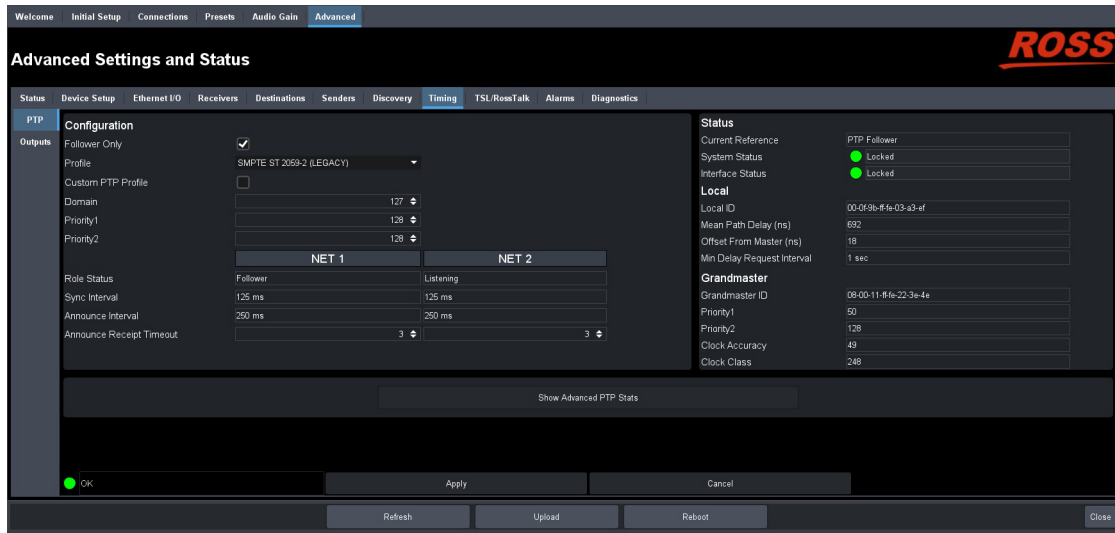 Welcome Initial Setup Connections Presets Audio Gain Advanced
Advanced Settings and Status
ROSS
Status Device Setup Ethernet I/O Receivers Destinations Senders Discovery Timing TSL/RossTalk Alarms Diagnostics
PTP
Outputs
Configuration
Follower Only
Profile SMPTE ST 2059-2 (LEGACY)
Custom PTP Profile
Domain 127
Priority1 128
Priority2 128
NET 1 NET 2
Role Status Follower Listening
Sync Interval 125 ms 125 ms
Announce Interval 250 ms 250 ms
Announce Receipt Timeout 3 3
Status
Current Reference PTP Follower
System Status Locked
Interface Status Locked
Local
Local ID 00-0f-9b-ff-fe-03-a3-ef
Mean Path Delay (ns) 692
Offset From Master (ns) 18
Min Delay Request Interval 1 sec
Grandmaster
Grandmaster ID 08-00-11-ff-fe-22-3e-4e
Priority1 50
Priority2 128
Clock Accuracy 49
Clock Class 248
Show Advanced PTP Stats
OK Apply Cancel
Refresh Upload Reboot Close